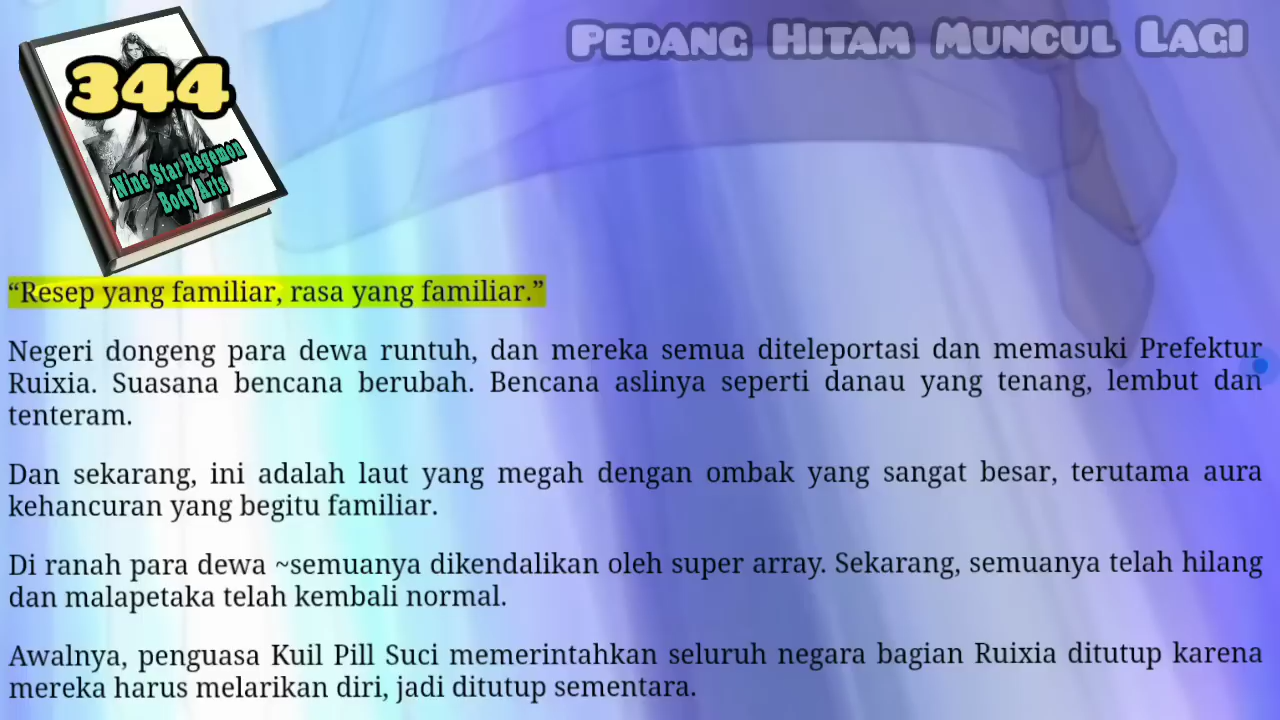 344
Nine Star Hegemon
Body Arts
Pedang Hitam Muncul Lagi
“Resep yang familiar, rasa yang familiar.”
Negeri dongeng para dewa runtuh, dan mereka semua diteleportasi dan memasuki Prefektur
Ruixia. Suasana bencana berubah. Bencana aslinya seperti danau yang tenang, lembut dan
tenteram.
Dan sekarang, ini adalah laut yang megah dengan ombak yang sangat besar, terutama aura
kehancuran yang begitu familiar.
Di ranah para dewa ~semuanya dikendalikan oleh super array. Sekarang, semuanya telah hilang
dan malapetaka telah kembali normal.
Awalnya, penguasa Kuil Pill Suci memerintahkan seluruh negara bagian Ruixia ditutup karena
mereka harus melarikan diri, jadi ditutup sementara.